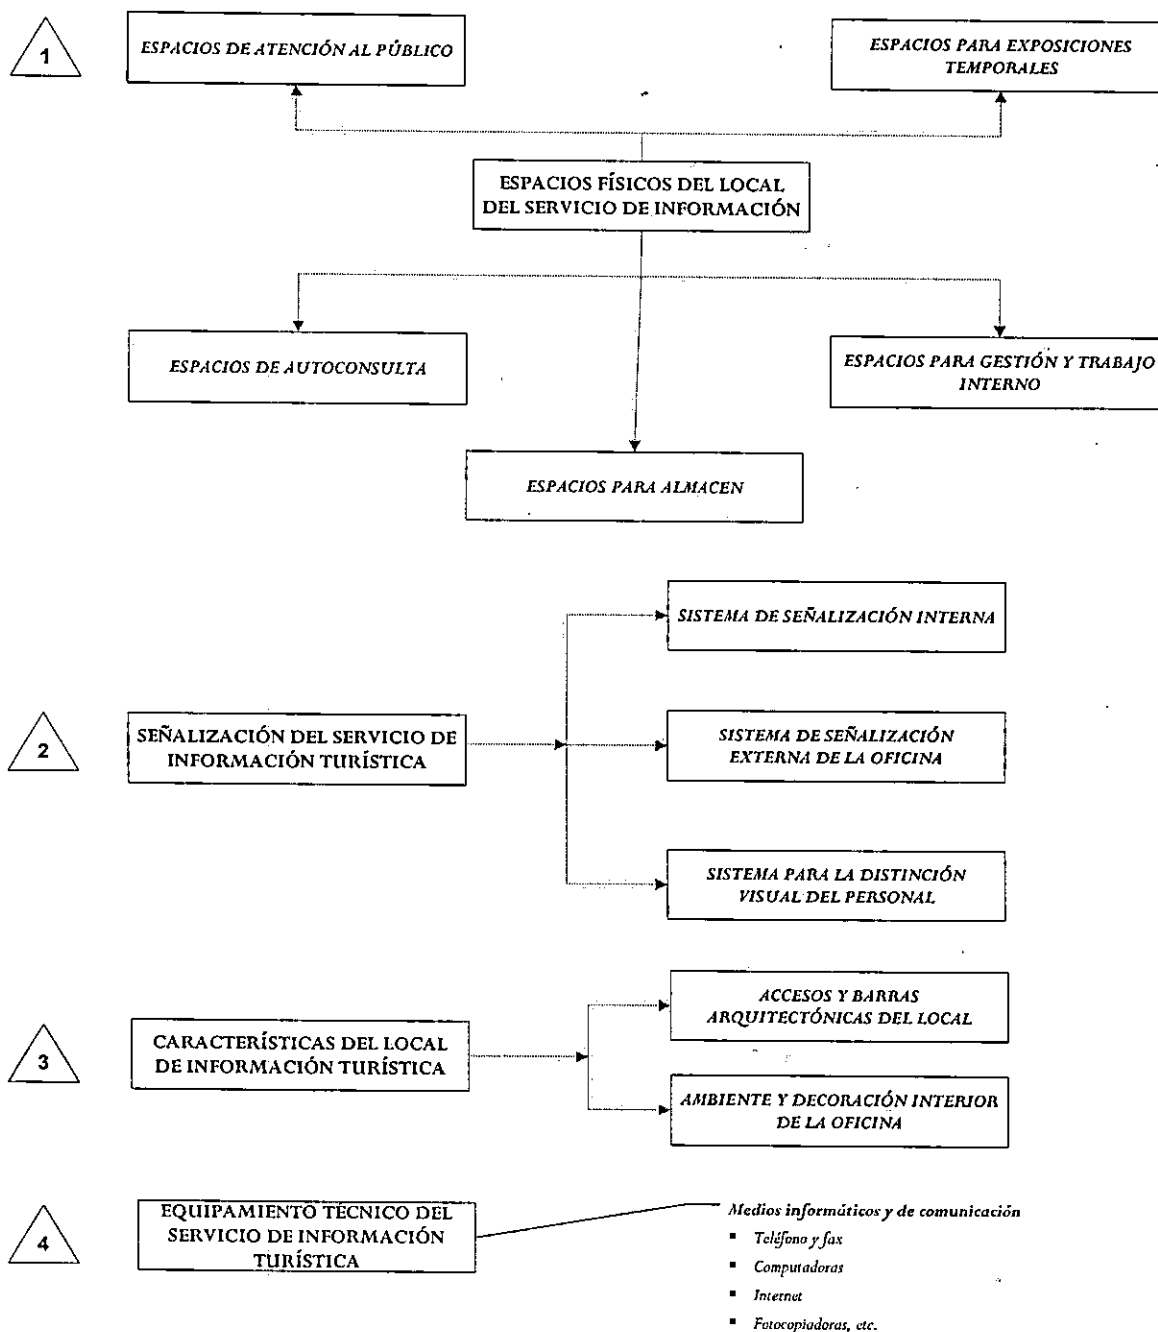 1
ESPACIOS DE ATENCIÓN AL PÚBLICO
ESPACIOS PARA EXPOSICIONES
TEMPORALES
ESPACIOS FÍSICOS DEL LOCAL
DEL SERVICIO DE INFORMACIÓN
ESPACIOS DE AUTOCONSULTA
ESPACIOS PARA GESTIÓN Y TRABAJO
INTERNO
ESPACIOS PARA ALMACEN
2
SEÑALIZACIÓN DEL SERVICIO DE
INFORMACIÓN TURÍSTICA
SISTEMA DE SEÑALIZACIÓN INTERNA
SISTEMA DE SEÑALIZACIÓN
EXTERNA DE LA OFICINA
SISTEMA PARA LA DISTINCIÓN
VISUAL DEL PERSONAL
3
CARACTERÍSTICAS DEL LOCAL
DE INFORMACIÓN TURÍSTICA
ACCESOS Y BARRAS
ARQUITECTÓNICAS DEL LOCAL
AMBIENTE Y DECORACIÓN INTERIOR
DE LA OFICINA
4
EQUIPAMIENTO TÉCNICO DEL
SERVICIO DE INFORMACIÓN
TURÍSTICA
Medios informáticos y de comunicación
▪ Teléfono y fax
▪ Computadoras
▪ Internet
▪ Fotocopiadoras, etc.